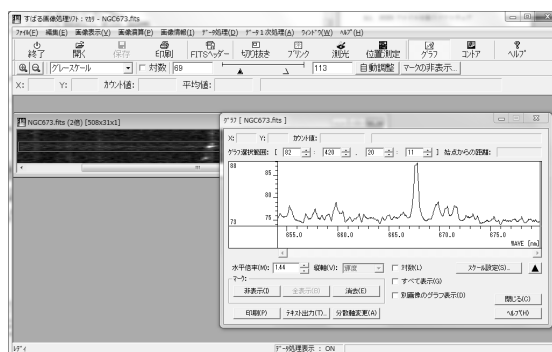 すばる画像処理ソフト:マカリ - NGC673.fits
ファイル(F) 編集(E) 画像表示(V) 画像演算(P) 画像情報(I) データ処理(D) データ1次処理(A) ウィンドウ(W) ヘルプ(H)
終了 開く 保存 印刷 FITSヘッダー 切り抜き ブリンク 測光 位置測定 グラフ コンター ヘルプ
グレースケール 対数 69 113 自動調整 マークの非表示...
X: Y: カウント値: 平均値:
NGC673.fits (2倍) [508x31x1]
グラフ [ NGC673.fits ]
X: Y: カウント値:
グラフ選択範囲: [ 82 : 420 , 20 : 11 ] 始点からの距離:
80
85
80
75
70
655.0 660.0 665.0 670.0 675.0
WAVE [nm]
水平倍率(M): 144 縦軸(V): 輝度 対数(L) スケール設定(S)...
マーク: すべて表示(G)
非表示(I) 全表示(B) 消去(E) 別画像のグラフ表示(D)
閉じる(C)
印刷(P) テキスト出力(T)... 分散軸変更(A) ヘルプ(H)
レディ データ処理表示 : ON